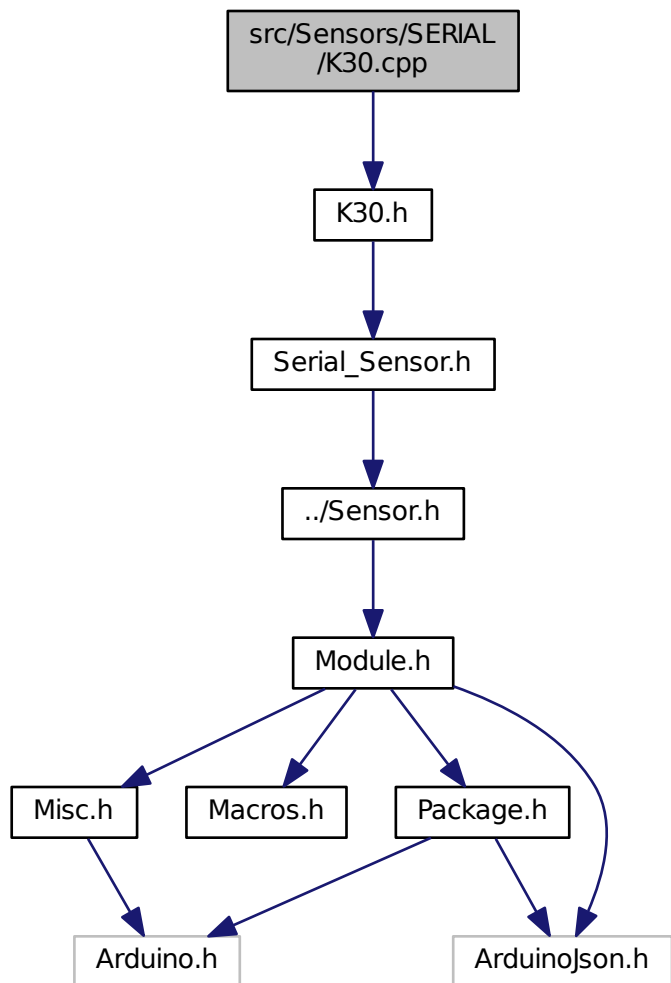 src/Sensors/SERIAL
/K30.cpp
K30.h
Serial_Sensor.h
../Sensor.h
Module.h
Misc.h
Macros.h
Package.h
Arduino.h
ArduinoJson.h